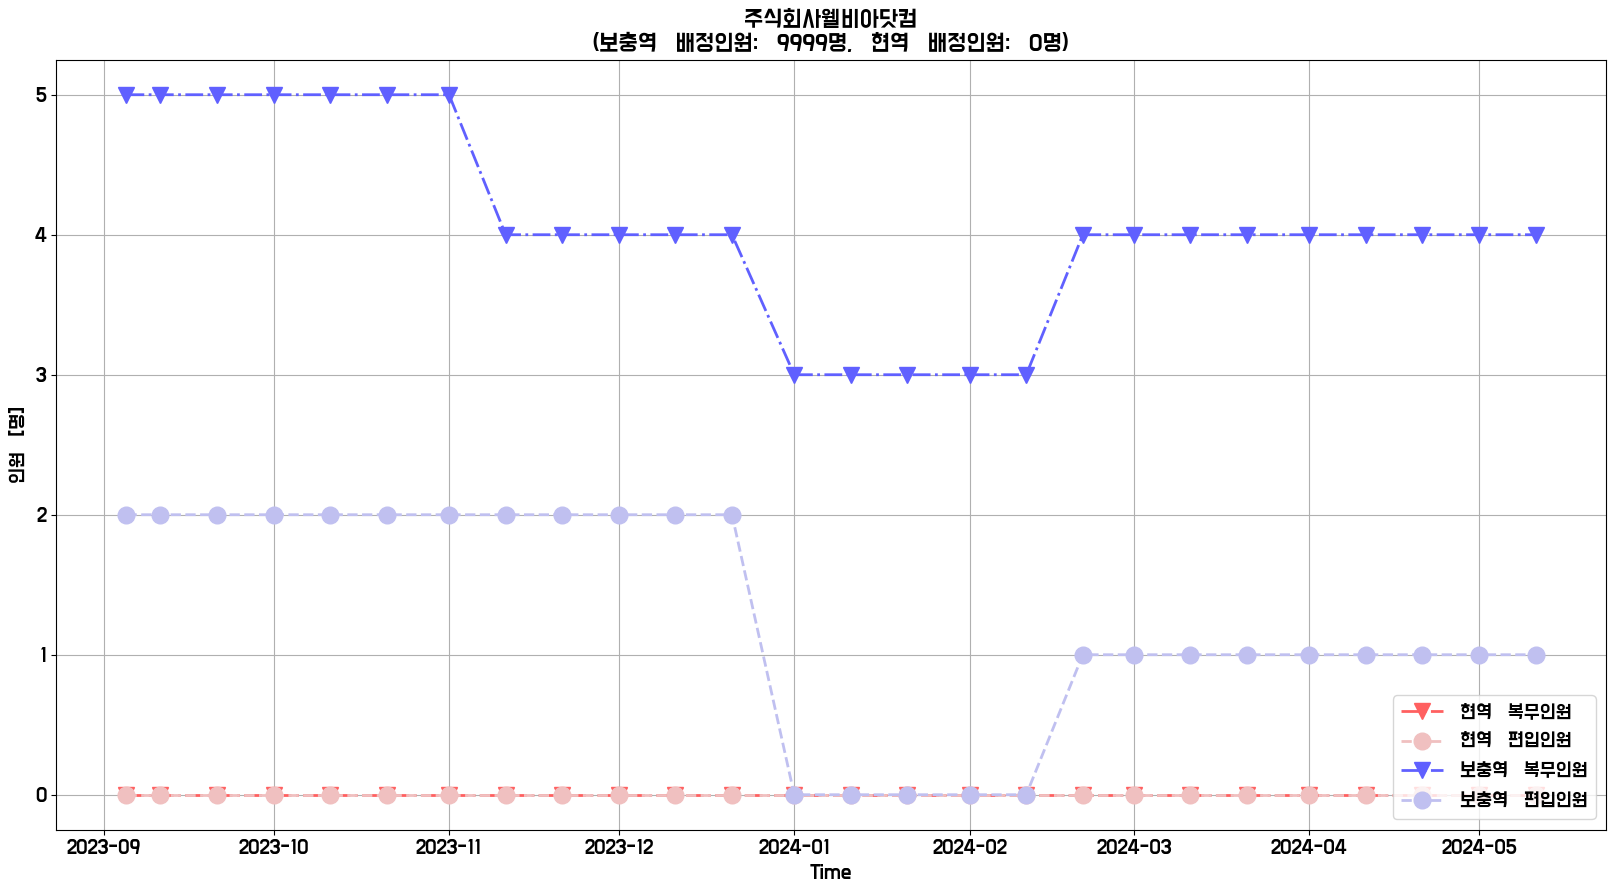 주식회사웰비아닷컴
(보충역 배정인원: 9999명, 현역 배정인원: 0명)
5
4
3
2
1
0
인원 [명]
현역 복무인원
현역 편입인원
보충역 복무인원
보충역 편입인원
2023-09 2023-10 2023-11 2023-12 2024-01 2024-02 2024-03 2024-04 2024-05
Time